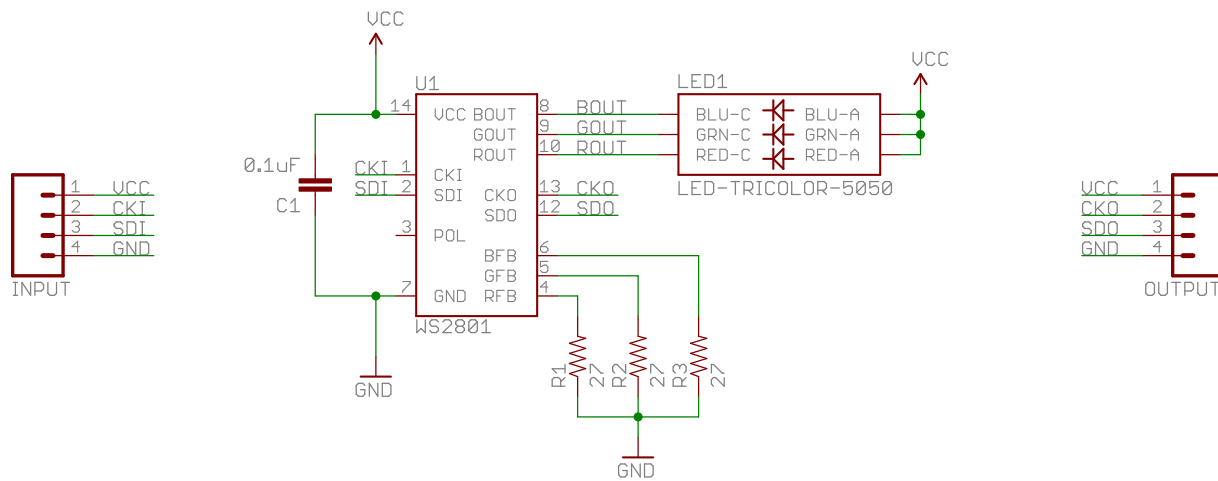 VCC
U1
14 VCC BOUT 8 BOUT
GOUT 9 GOUT
ROUT 10 ROUT
CKI 1 CKI
SDI 2 SDI
CKO 13 CKO
SDO 12 SDO
3 POL
BFB 6
GFB 5
7 GND RFB 4
WS2801
LED1
BLU-C BLU-A
GRN-C GRN-A
RED-C RED-A
LED-TRICOLOR-5050
VCC
0.1uF
C1
1 VCC
2 CKI
3 SDI
4 GND
INPUT
VCC 1
CKO 2
SDO 3
GND 4
OUTPUT
GND
R1 27
R2 27
R3 27
GND